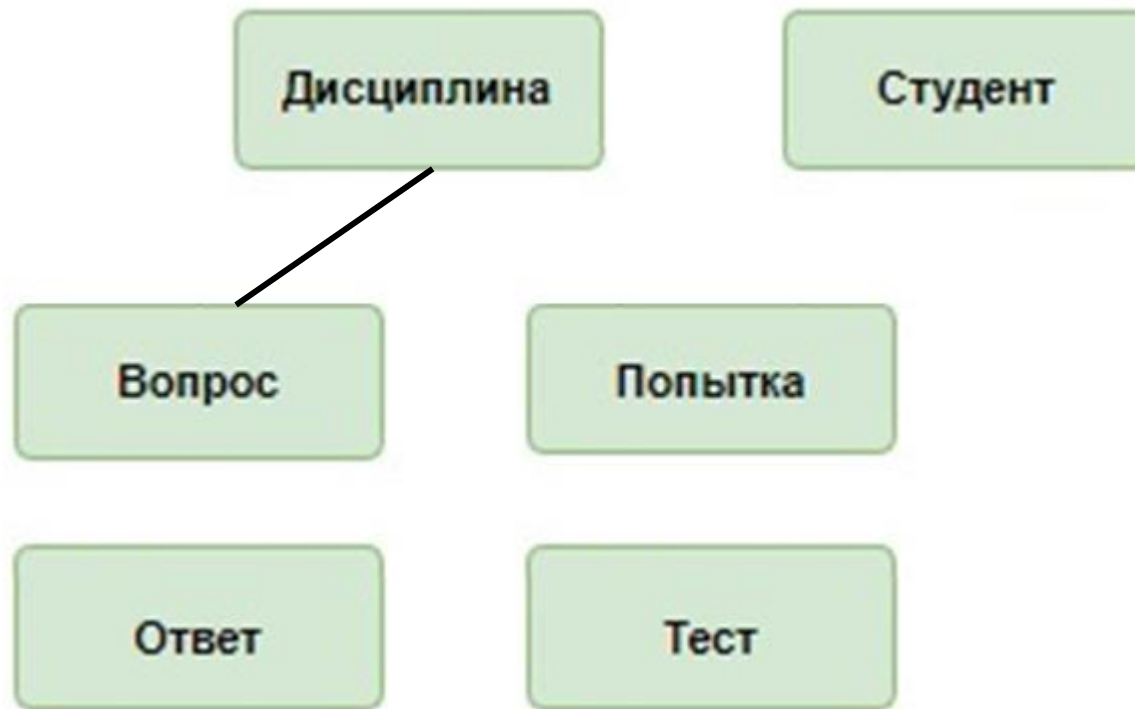 Дисциплина
Студент
Вопрос
Попытка
Ответ
Тест